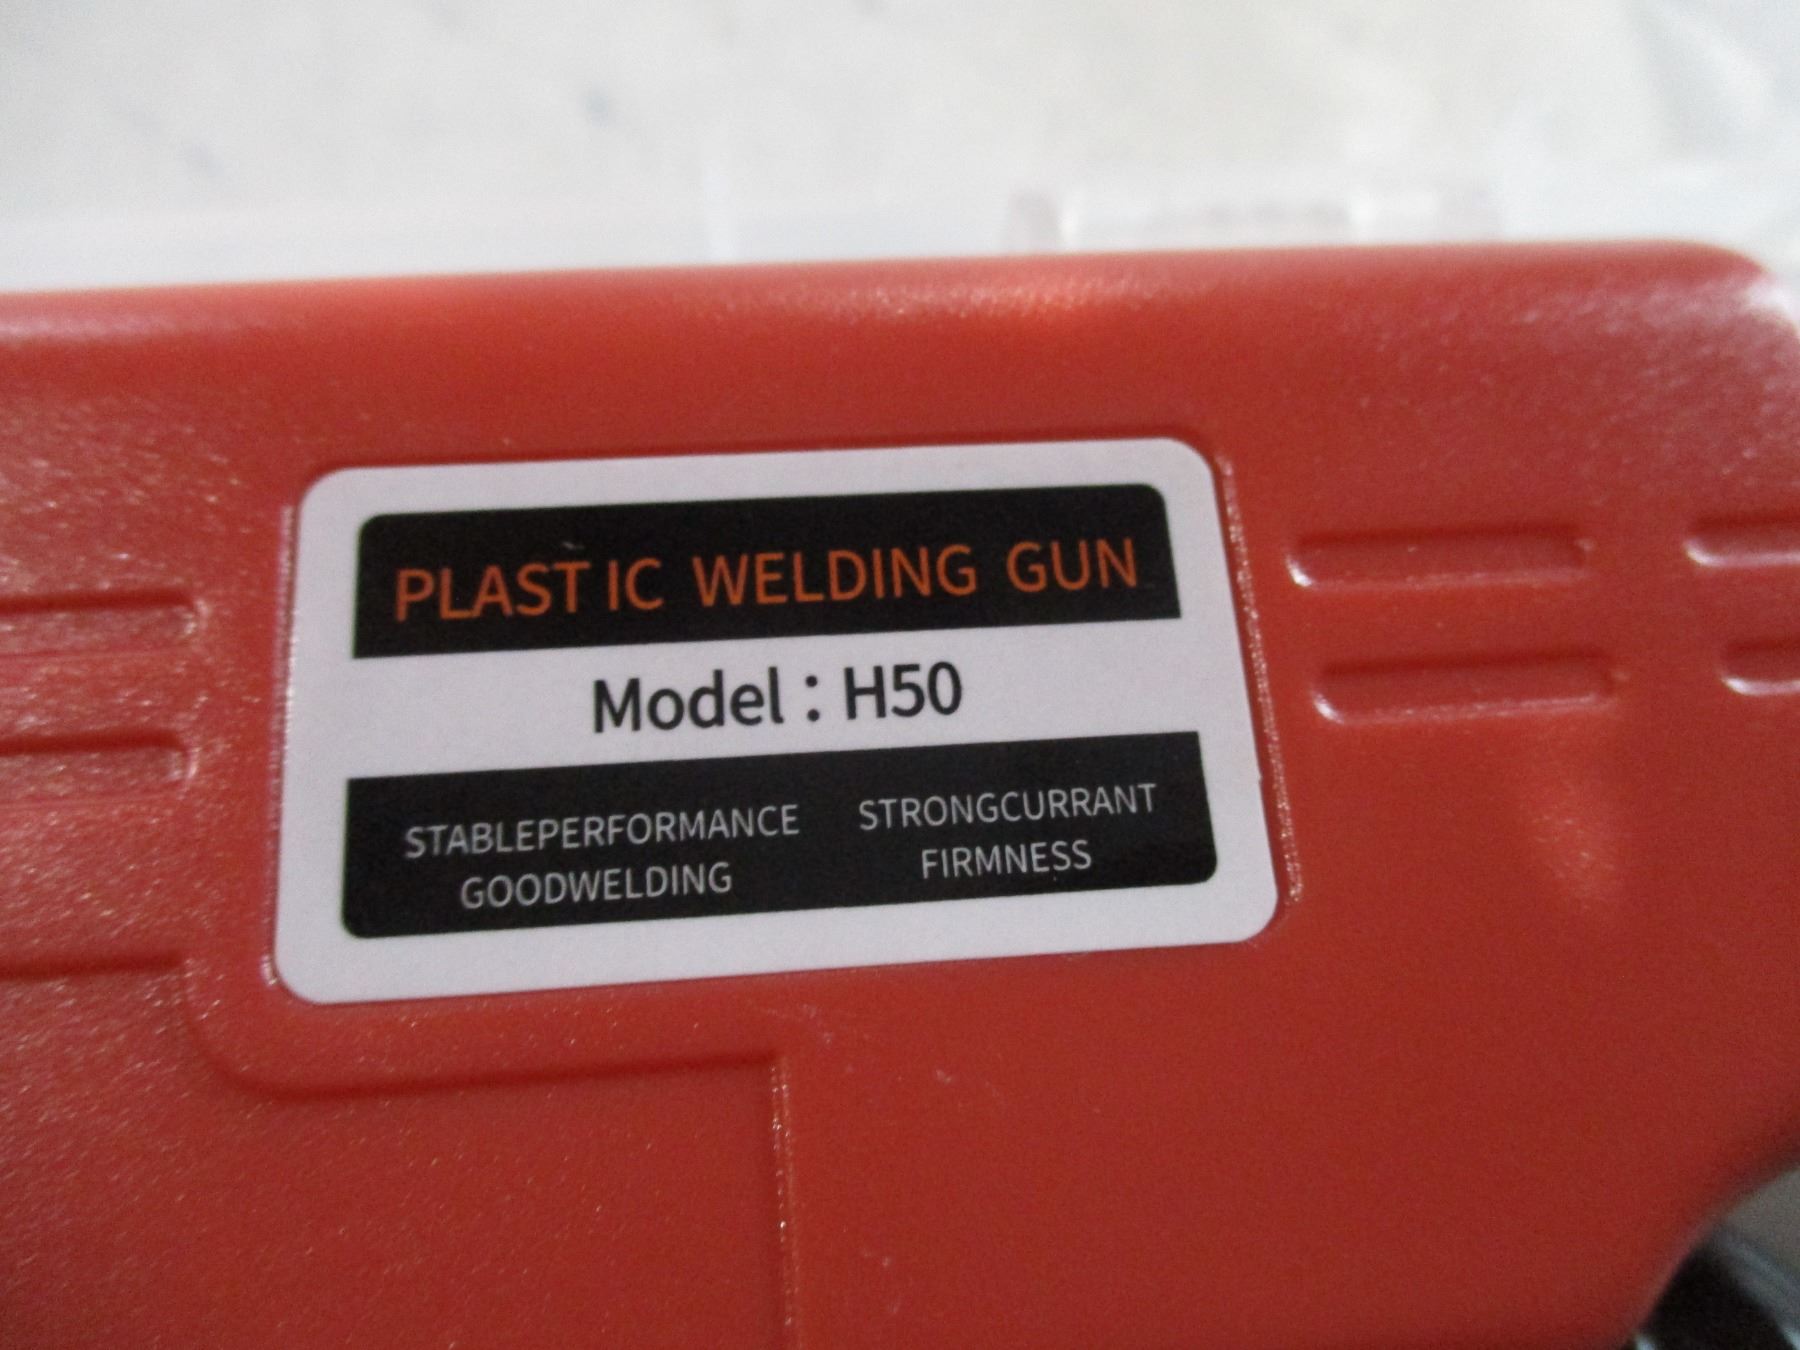 PLAST IC WELDING GUN
Model : H50
STABLEPERFORMANCE STRONGCURRANT
GOODWELDING FIRMNESS